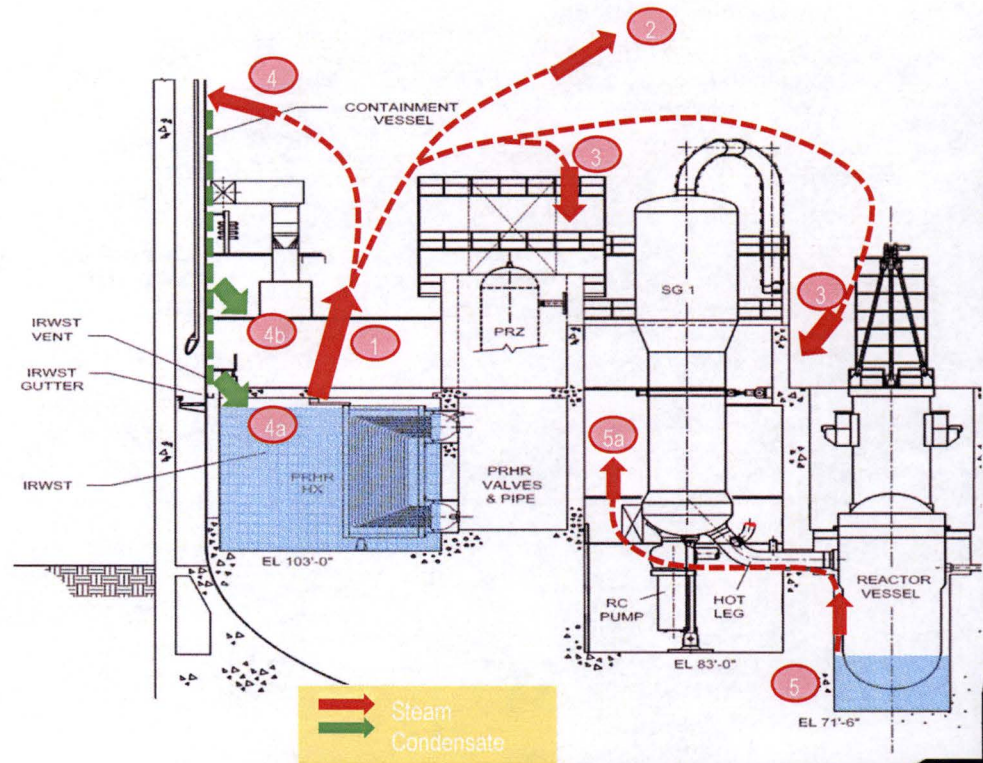 2
4
CONTAINMENT
VESSEL
3
SG 1
3
PRZ
IRWST
VENT
4b
1
IRWST
GUTTER
4a
5a
IRWST
PRHR
HX
PRHR
VALVES
& PIPE
EL 103'-0"
REACTOR
VESSEL
RC
PUMP
HOT
LEG
EL 83'-0"
5
EL 71'-6"
Steam
Condensate